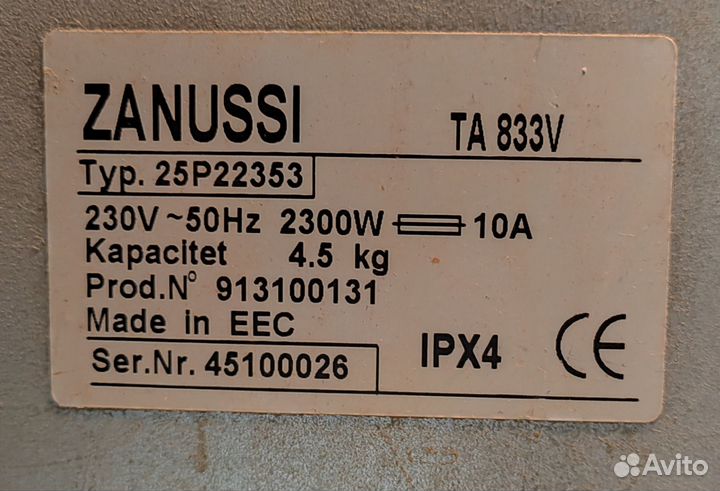 ZANUSSI TA 833V
Typ. 25P22353
230V ~50Hz 2300W 10A
Kapacitet 4.5 kg
Prod.N° 913100131
Made in EEC
Ser.Nr. 45100026 IPX4 CE
Avito